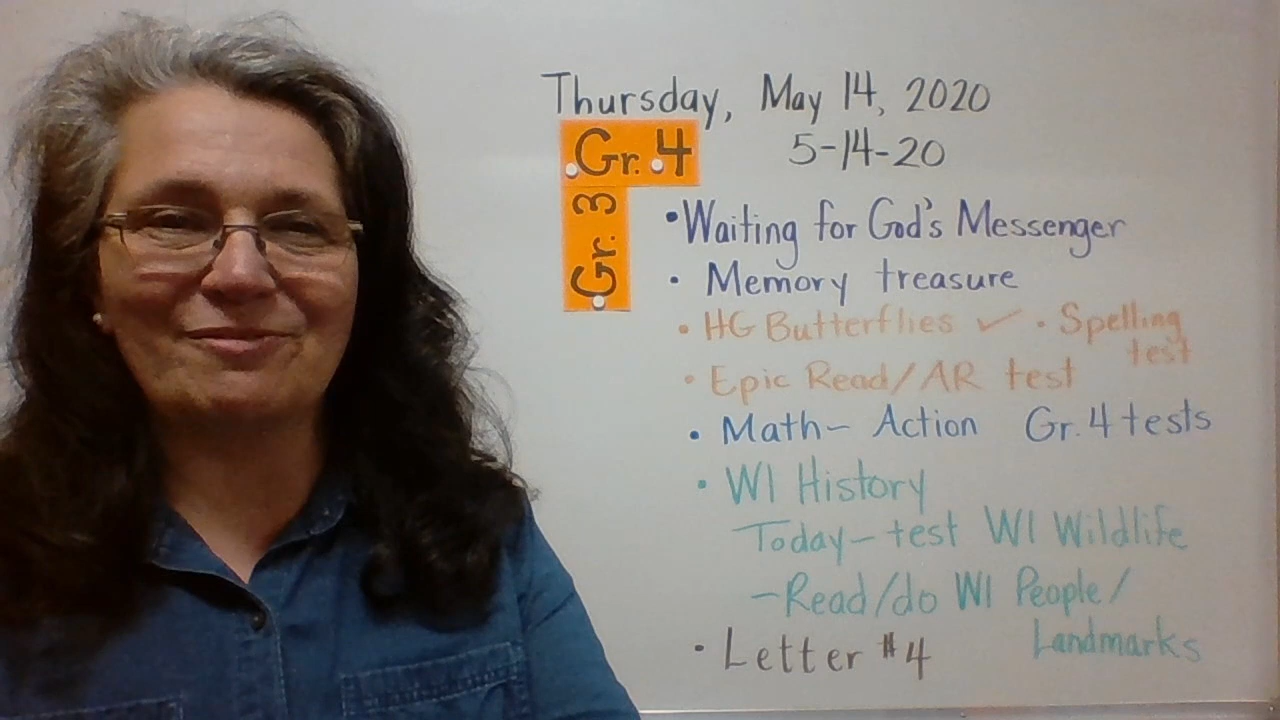 Thursday, May 14, 2020
Gr. 4
5-14-20
Gr. 3
• Waiting for God's Messenger
• Memory treasure
• HG Butterflies ✓ • Spelling test
• Epic Read/AR test
• Math- Action Gr. 4 tests
• WI History
Today- test WI Wildlife
- Read/do WI People/
Landmarks
• Letter #4